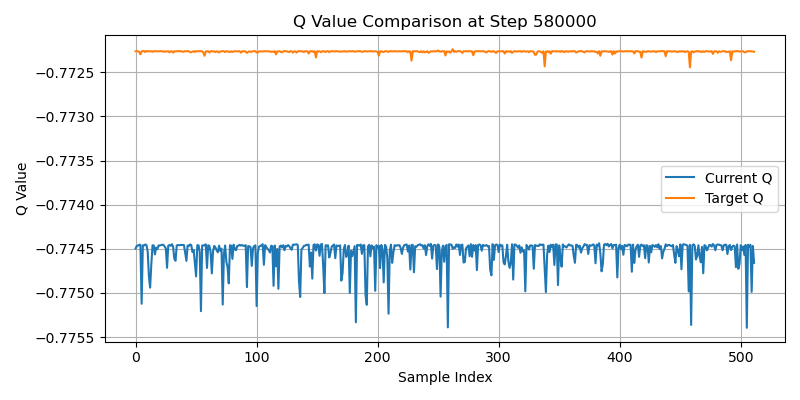 Q Value Comparison at Step 580000
Q Value
−0.7725
−0.7730
−0.7735
−0.7740
−0.7745
−0.7750
−0.7755
Current Q
Target Q
0
100
200
300
400
500
Sample Index